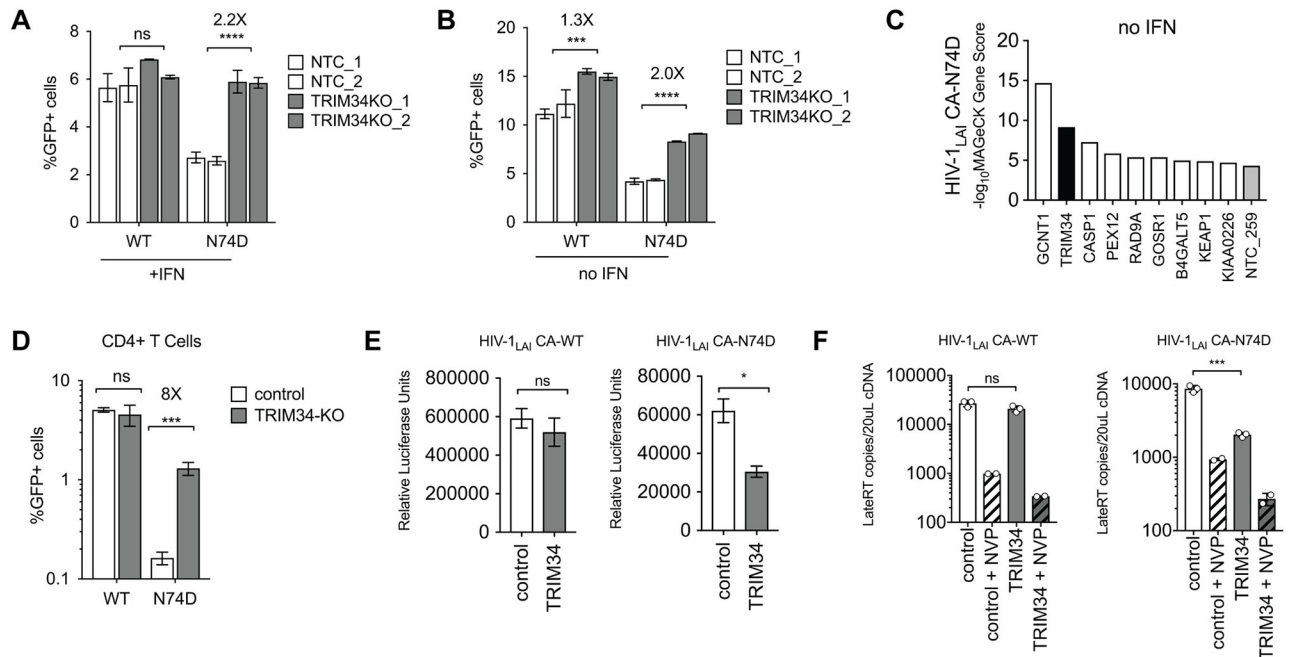 A
2.2X
ns
****
8
6
4
2
0
%GFP+ cells
WT
N74D
+IFN
NTC_1
NTC_2
TRIM34KO_1
TRIM34KO_2
B
1.3X
***
2.0X
****
20
15
10
5
0
%GFP+ cells
WT
N74D
no IFN
NTC_1
NTC_2
TRIM34KO_1
TRIM34KO_2
C
no IFN
HIV-1LAI CA-N74D
-log10MAGeCK Gene Score
20
15
10
5
0
GCNT1
TRIM34
CASP1
PEX12
RAD9A
GOSR1
B4GALT5
KEAP1
KIAA0226
NTC_259
D
CD4+ T Cells
ns
8X
***
10
1
0.1
%GFP+ cells
WT
N74D
control
TRIM34-KO
E
HIV-1LAI CA-WT
ns
800000
600000
400000
200000
0
Relative Luciferase Units
control
TRIM34
HIV-1LAI CA-N74D
*
80000
60000
40000
20000
0
Relative Luciferase Units
control
TRIM34
F
HIV-1LAI CA-WT
ns
100000
10000
1000
100
LateRT copies/20uL cDNA
control
control + NVP
TRIM34
TRIM34 + NVP
HIV-1LAI CA-N74D
***
10000
1000
100
LateRT copies/20uL cDNA
control
control + NVP
TRIM34
TRIM34 + NVP